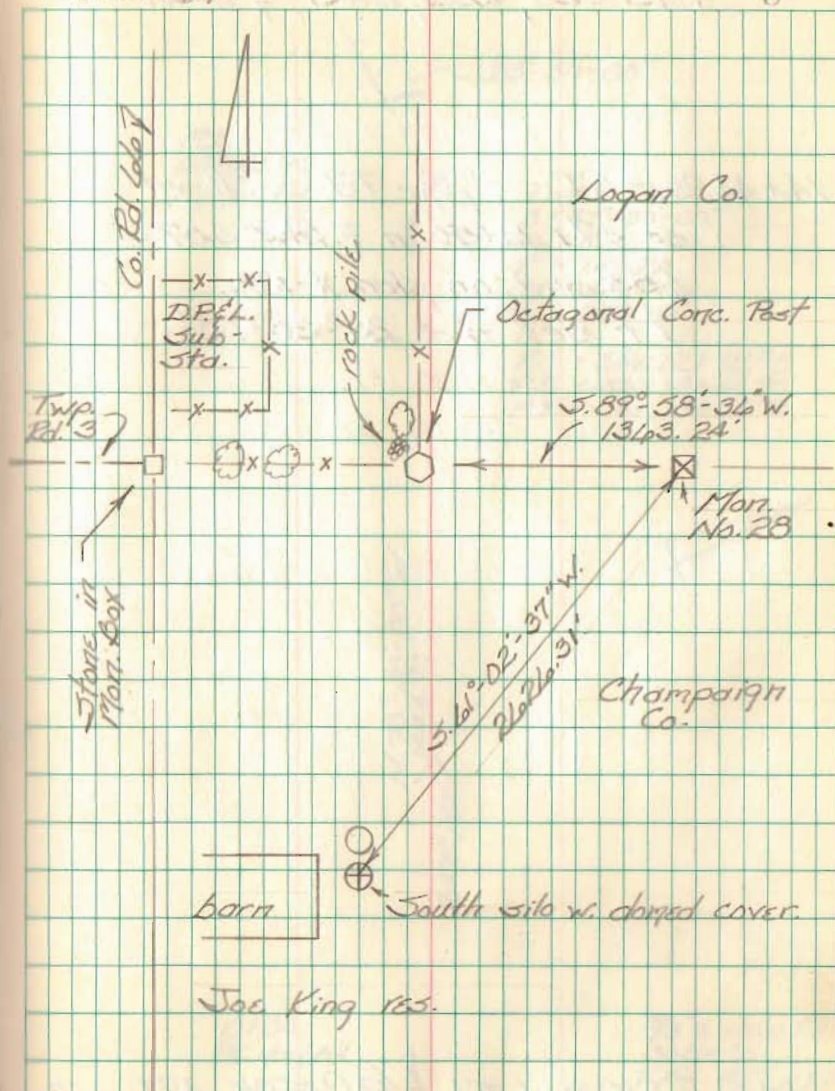 Co. Rd. 667
Logan Co.
D.P.&L.
Sub-
Sta.
rock pile
Octagonal Conc. Post
Twp.
Rd. 3
S.89°-58'-36" W.
1363.24'
Mon.
No. 28
Stone in
Mon. Box
S.61°-02'-37" W.
2626.31'
Champaign
Co.
barn
South silo w. domed cover.
Joe King res.